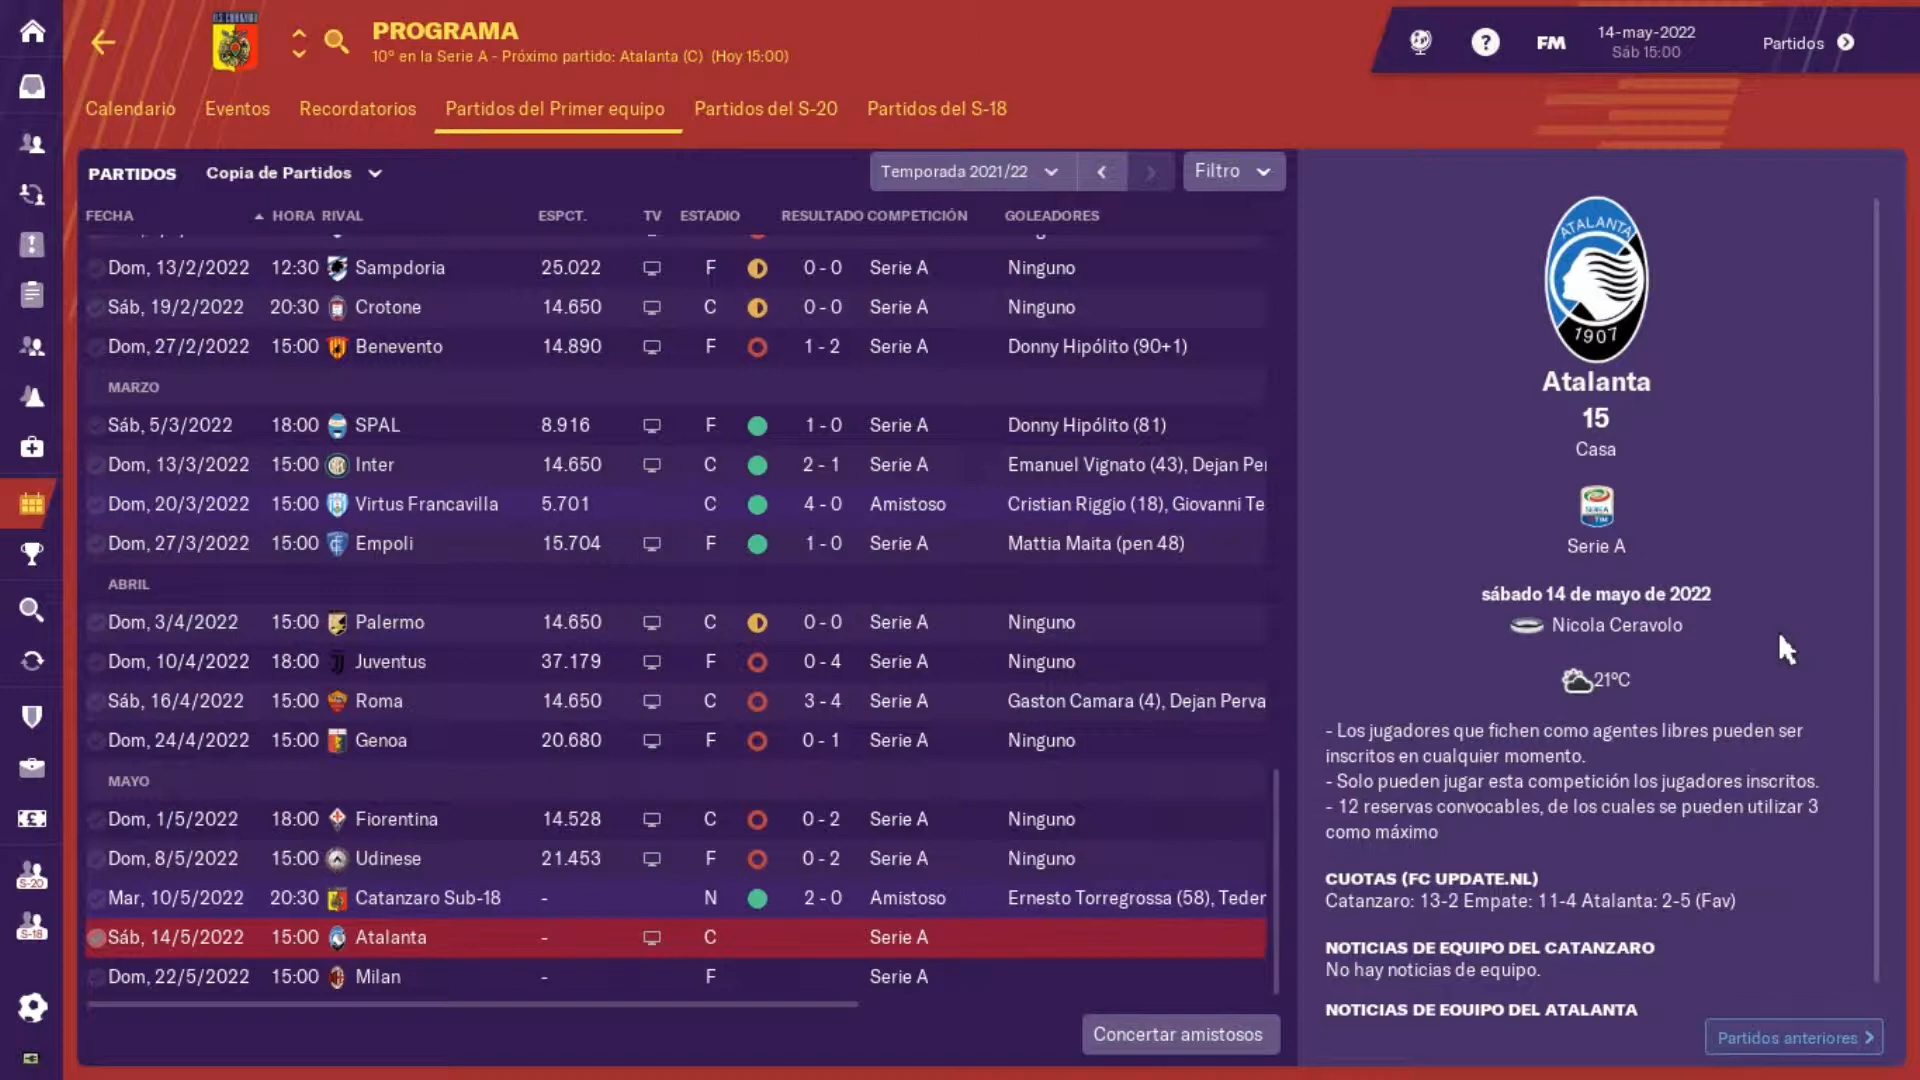 PROGRAMA
10º en la Serie A - Próximo partido: Atalanta (C) (Hoy 15:00)
FM
14-may-2022
Sáb 15:00
Partidos
Calendario Eventos Recordatorios Partidos del Primer equipo Partidos del S-20 Partidos del S-18
PARTIDOS Copia de Partidos Temporada 2021/22 Filtro
FECHA HORA RIVAL ESPCT. TV ESTADIO RESULTADO COMPETICIÓN GOLEADORES
Dom, 13/2/2022 12:30 Sampdoria 25.022 F 0 - 0 Serie A Ninguno
Sáb, 19/2/2022 20:30 Crotone 14.650 C 0 - 0 Serie A Ninguno
Dom, 27/2/2022 15:00 Benevento 14.890 F 1 - 2 Serie A Donny Hipólito (90+1)
MARZO
Sáb, 5/3/2022 18:00 SPAL 8.916 F 1 - 0 Serie A Donny Hipólito (81)
Dom, 13/3/2022 15:00 Inter 14.650 C 2 - 1 Serie A Emanuel Vignato (43), Dejan Per
Dom, 20/3/2022 15:00 Virtus Francavilla 5.701 C 4 - 0 Amistoso Cristian Riggio (18), Giovanni Te
Dom, 27/3/2022 15:00 Empoli 15.704 F 1 - 0 Serie A Mattia Maita (pen 48)
ABRIL
Dom, 3/4/2022 15:00 Palermo 14.650 C 0 - 0 Serie A Ninguno
Dom, 10/4/2022 18:00 Juventus 37.179 F 0 - 4 Serie A Ninguno
Sáb, 16/4/2022 15:00 Roma 14.650 C 3 - 4 Serie A Gaston Camara (4), Dejan Perva
Dom, 24/4/2022 15:00 Genoa 20.680 F 0 - 1 Serie A Ninguno
MAYO
Dom, 1/5/2022 18:00 Fiorentina 14.528 C 0 - 2 Serie A Ninguno
Dom, 8/5/2022 15:00 Udinese 21.453 F 0 - 2 Serie A Ninguno
Mar, 10/5/2022 20:30 Catanzaro Sub-18 - N 2 - 0 Amistoso Ernesto Torregrossa (58), Teder
Sáb, 14/5/2022 15:00 Atalanta - C Serie A
Dom, 22/5/2022 15:00 Milan - F Serie A
Concertar amistosos
S-20
S-18
ATALANTA
1907
Atalanta
15
Casa
Serie A
sábado 14 de mayo de 2022
Nicola Ceravolo
21ºC
- Los jugadores que fichen como agentes libres pueden ser
inscritos en cualquier momento.
- Solo pueden jugar esta competición los jugadores inscritos.
- 12 reservas convocables, de los cuales se pueden utilizar 3
como máximo
CUOTAS (FC UPDATE.NL)
Catanzaro: 13-2 Empate: 11-4 Atalanta: 2-5 (Fav)
NOTICIAS DE EQUIPO DEL CATANZARO
No hay noticias de equipo.
NOTICIAS DE EQUIPO DEL ATALANTA
Partidos anteriores